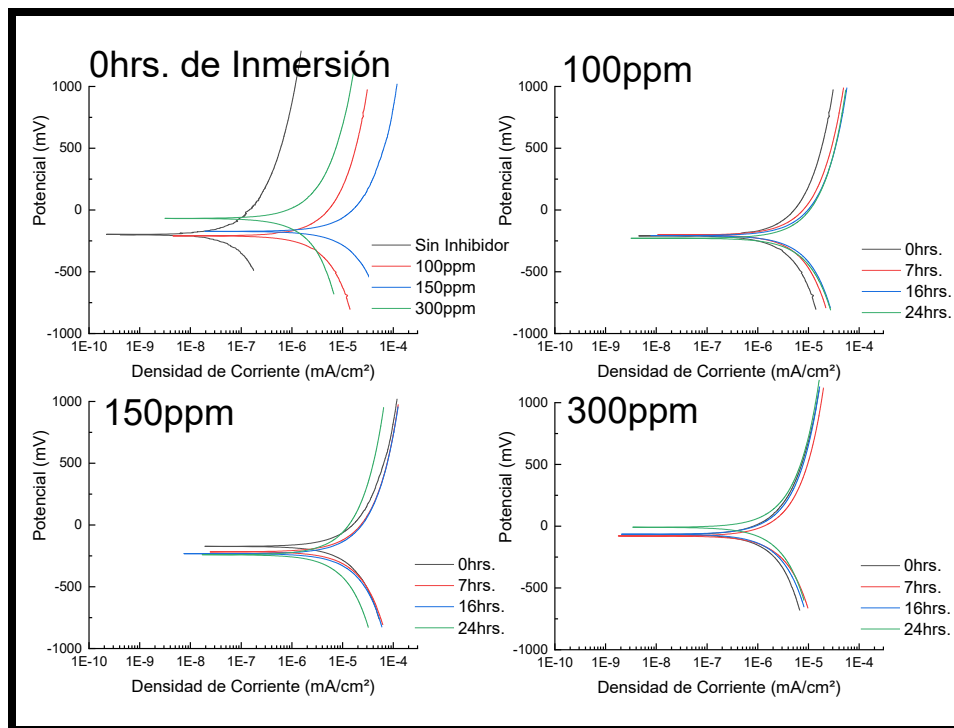 0hrs. de Inmersión
1000
500
0
-500
-1000
Potencial (mV)
Sin Inhibidor
100ppm
150ppm
300ppm
1E-10 1E-9 1E-8 1E-7 1E-6 1E-5 1E-4
Densidad de Corriente (mA/cm²)
100ppm
1000
500
0
-500
-1000
Potencial (mV)
0hrs.
7hrs.
16hrs.
24hrs.
1E-10 1E-9 1E-8 1E-7 1E-6 1E-5 1E-4
Densidad de Corriente (mA/cm²)
150ppm
1000
500
0
-500
-1000
Potencial (mV)
0hrs.
7hrs.
16hrs.
24hrs.
1E-10 1E-9 1E-8 1E-7 1E-6 1E-5 1E-4
Densidad de Corriente (mA/cm²)
300ppm
1000
500
0
-500
-1000
Potencial (mV)
0hrs.
7hrs.
16hrs.
24hrs.
1E-10 1E-9 1E-8 1E-7 1E-6 1E-5 1E-4
Densidad de Corriente (mA/cm²)